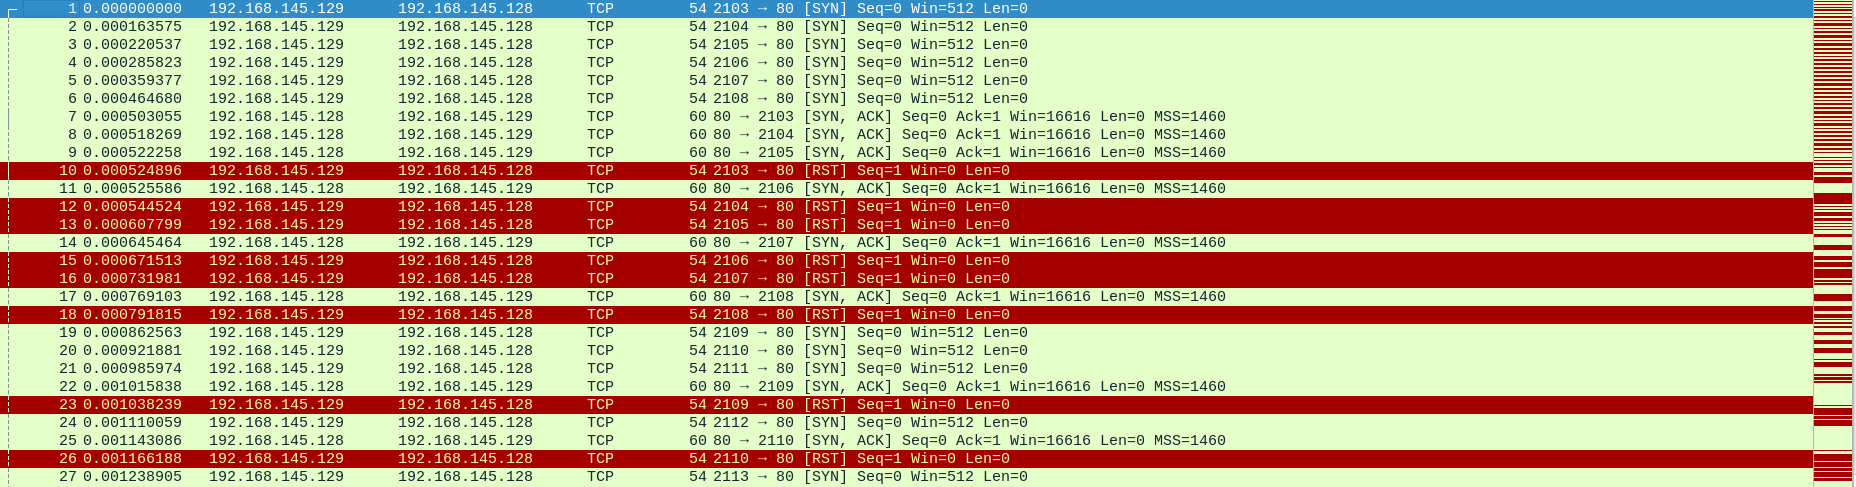 1 0.000000000 192.168.145.129 192.168.145.128 TCP 54 2103 → 80 [SYN] Seq=0 Win=512 Len=0
2 0.000163575 192.168.145.129 192.168.145.128 TCP 54 2104 → 80 [SYN] Seq=0 Win=512 Len=0
3 0.000220537 192.168.145.129 192.168.145.128 TCP 54 2105 → 80 [SYN] Seq=0 Win=512 Len=0
4 0.000285823 192.168.145.129 192.168.145.128 TCP 54 2106 → 80 [SYN] Seq=0 Win=512 Len=0
5 0.000359377 192.168.145.129 192.168.145.128 TCP 54 2107 → 80 [SYN] Seq=0 Win=512 Len=0
6 0.000464680 192.168.145.129 192.168.145.128 TCP 54 2108 → 80 [SYN] Seq=0 Win=512 Len=0
7 0.000503055 192.168.145.128 192.168.145.129 TCP 60 80 → 2103 [SYN, ACK] Seq=0 Ack=1 Win=16616 Len=0 MSS=1460
8 0.000518269 192.168.145.128 192.168.145.129 TCP 60 80 → 2104 [SYN, ACK] Seq=0 Ack=1 Win=16616 Len=0 MSS=1460
9 0.000522258 192.168.145.128 192.168.145.129 TCP 60 80 → 2105 [SYN, ACK] Seq=0 Ack=1 Win=16616 Len=0 MSS=1460
10 0.000524896 192.168.145.129 192.168.145.128 TCP 54 2103 → 80 [RST] Seq=1 Win=0 Len=0
11 0.000525586 192.168.145.128 192.168.145.129 TCP 60 80 → 2106 [SYN, ACK] Seq=0 Ack=1 Win=16616 Len=0 MSS=1460
12 0.000544524 192.168.145.129 192.168.145.128 TCP 54 2104 → 80 [RST] Seq=1 Win=0 Len=0
13 0.000607799 192.168.145.129 192.168.145.128 TCP 54 2105 → 80 [RST] Seq=1 Win=0 Len=0
14 0.000645464 192.168.145.128 192.168.145.129 TCP 60 80 → 2107 [SYN, ACK] Seq=0 Ack=1 Win=16616 Len=0 MSS=1460
15 0.000671513 192.168.145.129 192.168.145.128 TCP 54 2106 → 80 [RST] Seq=1 Win=0 Len=0
16 0.000731981 192.168.145.129 192.168.145.128 TCP 54 2107 → 80 [RST] Seq=1 Win=0 Len=0
17 0.000769103 192.168.145.128 192.168.145.129 TCP 60 80 → 2108 [SYN, ACK] Seq=0 Ack=1 Win=16616 Len=0 MSS=1460
18 0.000791815 192.168.145.129 192.168.145.128 TCP 54 2108 → 80 [RST] Seq=1 Win=0 Len=0
19 0.000862563 192.168.145.129 192.168.145.128 TCP 54 2109 → 80 [SYN] Seq=0 Win=512 Len=0
20 0.000921881 192.168.145.129 192.168.145.128 TCP 54 2110 → 80 [SYN] Seq=0 Win=512 Len=0
21 0.000985974 192.168.145.129 192.168.145.128 TCP 54 2111 → 80 [SYN] Seq=0 Win=512 Len=0
22 0.001015838 192.168.145.128 192.168.145.129 TCP 60 80 → 2109 [SYN, ACK] Seq=0 Ack=1 Win=16616 Len=0 MSS=1460
23 0.001038239 192.168.145.129 192.168.145.128 TCP 54 2109 → 80 [RST] Seq=1 Win=0 Len=0
24 0.001110059 192.168.145.129 192.168.145.128 TCP 54 2112 → 80 [SYN] Seq=0 Win=512 Len=0
25 0.001143086 192.168.145.128 192.168.145.129 TCP 60 80 → 2110 [SYN, ACK] Seq=0 Ack=1 Win=16616 Len=0 MSS=1460
26 0.001166188 192.168.145.129 192.168.145.128 TCP 54 2110 → 80 [RST] Seq=1 Win=0 Len=0
27 0.001238905 192.168.145.129 192.168.145.128 TCP 54 2113 → 80 [SYN] Seq=0 Win=512 Len=0